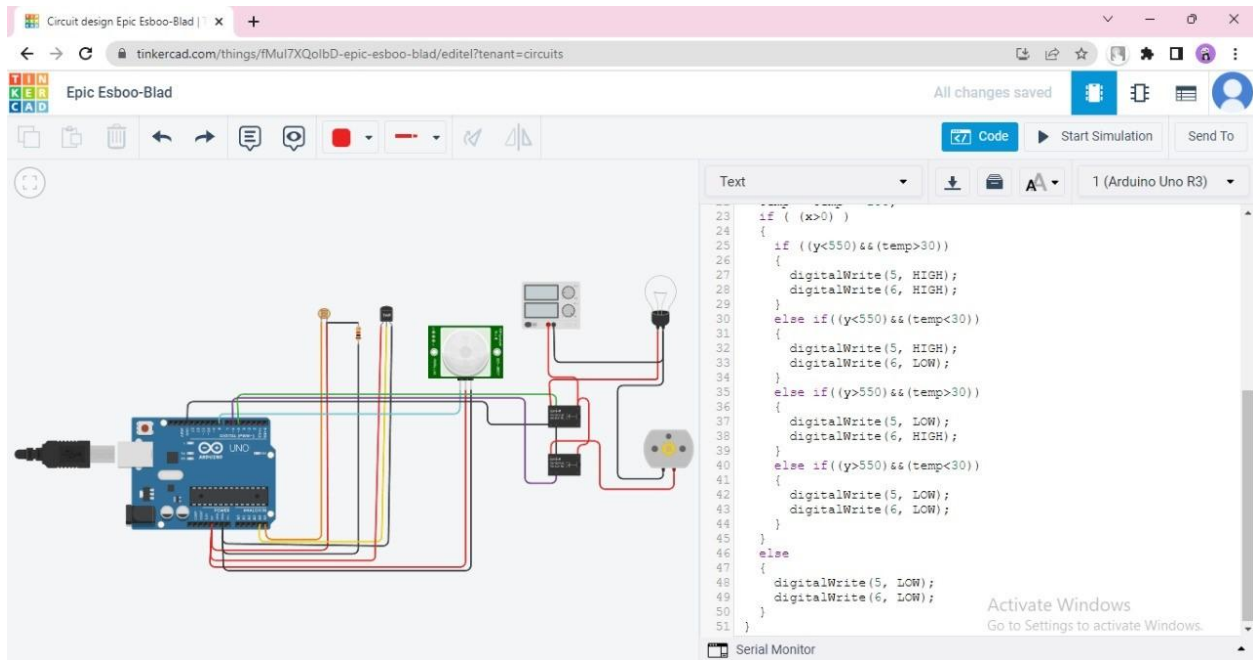 Circuit design Epic Esboo-Blad | T
tinkercad.com/things/fMul7XQolbD-epic-esboo-blad/editel?tenant=circuits
TIN
KER
CAD
Epic Esboo-Blad
All changes saved
Code
Start Simulation
Send To
Text
1 (Arduino Uno R3)
23 if ( (x>0) )
24 {
25 if ((y<550)&&(temp>30))
26 {
27 digitalWrite(5, HIGH);
28 digitalWrite(6, HIGH);
29 }
30 else if((y<550)&&(temp<30))
31 {
32 digitalWrite(5, HIGH);
33 digitalWrite(6, LOW);
34 }
35 else if((y>550)&&(temp>30))
36 {
37 digitalWrite(5, LOW);
38 digitalWrite(6, HIGH);
39 }
40 else if((y>550)&&(temp<30))
41 {
42 digitalWrite(5, LOW);
43 digitalWrite(6, LOW);
44 }
45 }
46 else
47 {
48 digitalWrite(5, LOW);
49 digitalWrite(6, LOW);
50 }
51 }
Activate Windows
Go to Settings to activate Windows.
Serial Monitor
UNO
ARDUINO